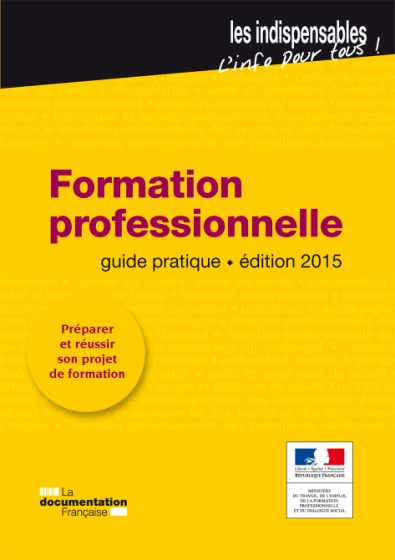 les indispensables
L'info pour tous !
Formation
professionnelle
guide pratique • édition 2015
Préparer
et réussir
son projet
de formation
La
documentation
Française
Liberté • Égalité • Fraternité
RÉPUBLIQUE FRANÇAISE
MINISTÈRE
DU TRAVAIL, DE L'EMPLOI,
DE LA FORMATION
PROFESSIONNELLE
ET DU DIALOGUE SOCIAL